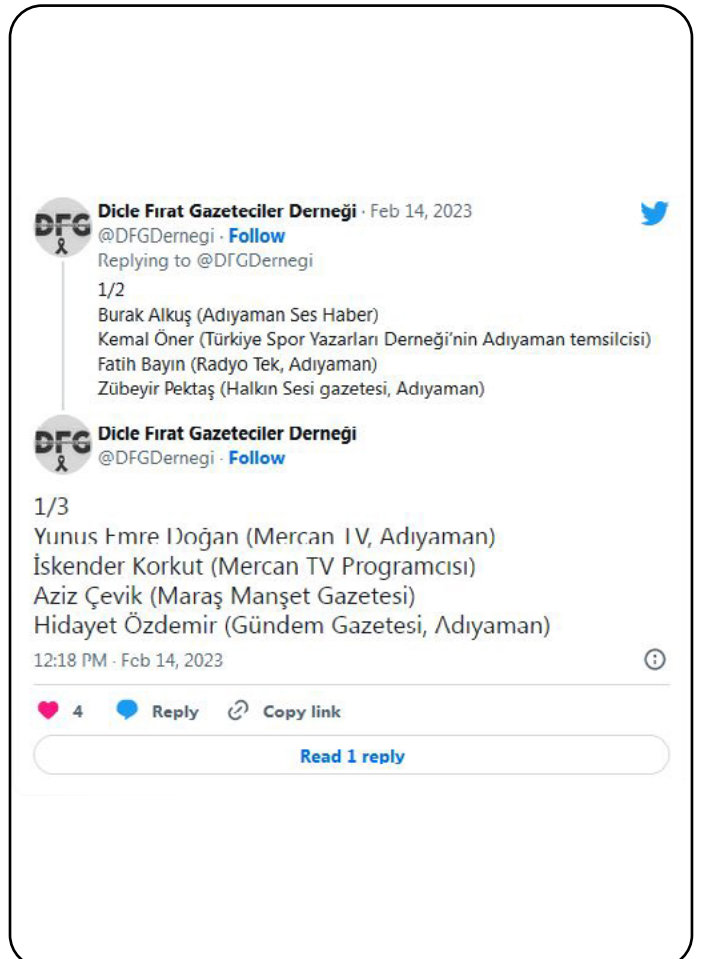 DFG
Dicle Fırat Gazeteciler Derneği · Feb 14, 2023
@DFGDernegi · Follow
Replying to @DFGDernegi
1/2
Burak Alkuş (Adıyaman Ses Haber)
Kemal Öner (Türkiye Spor Yazarları Derneği’nin Adıyaman temsilcisi)
Fatih Bayın (Radyo Tek, Adıyaman)
Zübeyir Pektaş (Halkın Sesi gazetesi, Adıyaman)
DFG
Dicle Fırat Gazeteciler Derneği
@DFGDernegi · Follow
1/3
Yunus Emre Doğan (Mercan TV, Adıyaman)
İskender Korkut (Mercan TV Programcısı)
Aziz Çevik (Maraş Manşet Gazetesi)
Hidayet Özdemir (Gündem Gazetesi, Adıyaman)
12:18 PM · Feb 14, 2023
4 Reply Copy link
Read 1 reply